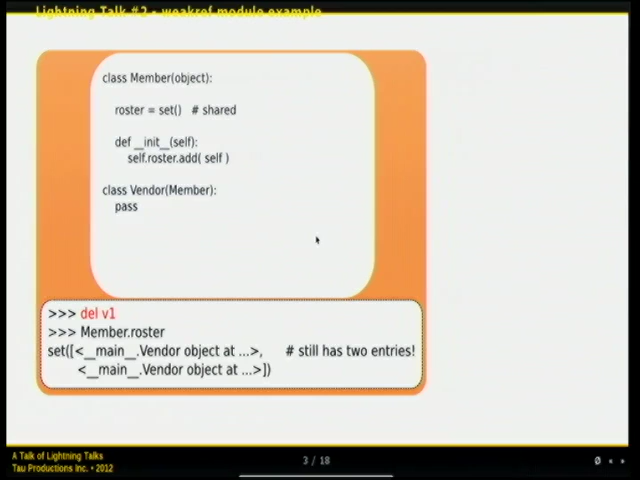 Lightning Talk #2 - weakref module example
class Member(object):
roster = set() # shared
def __init__(self):
self.roster.add( self )
class Vendor(Member):
pass
>>> del v1
>>> Member.roster
set([<__main__.Vendor object at ...>, # still has two entries!
<__main__.Vendor object at ...>])
A Talk of Lightning Talks
Tau Productions Inc. • 2012
3 / 18
Ø « »